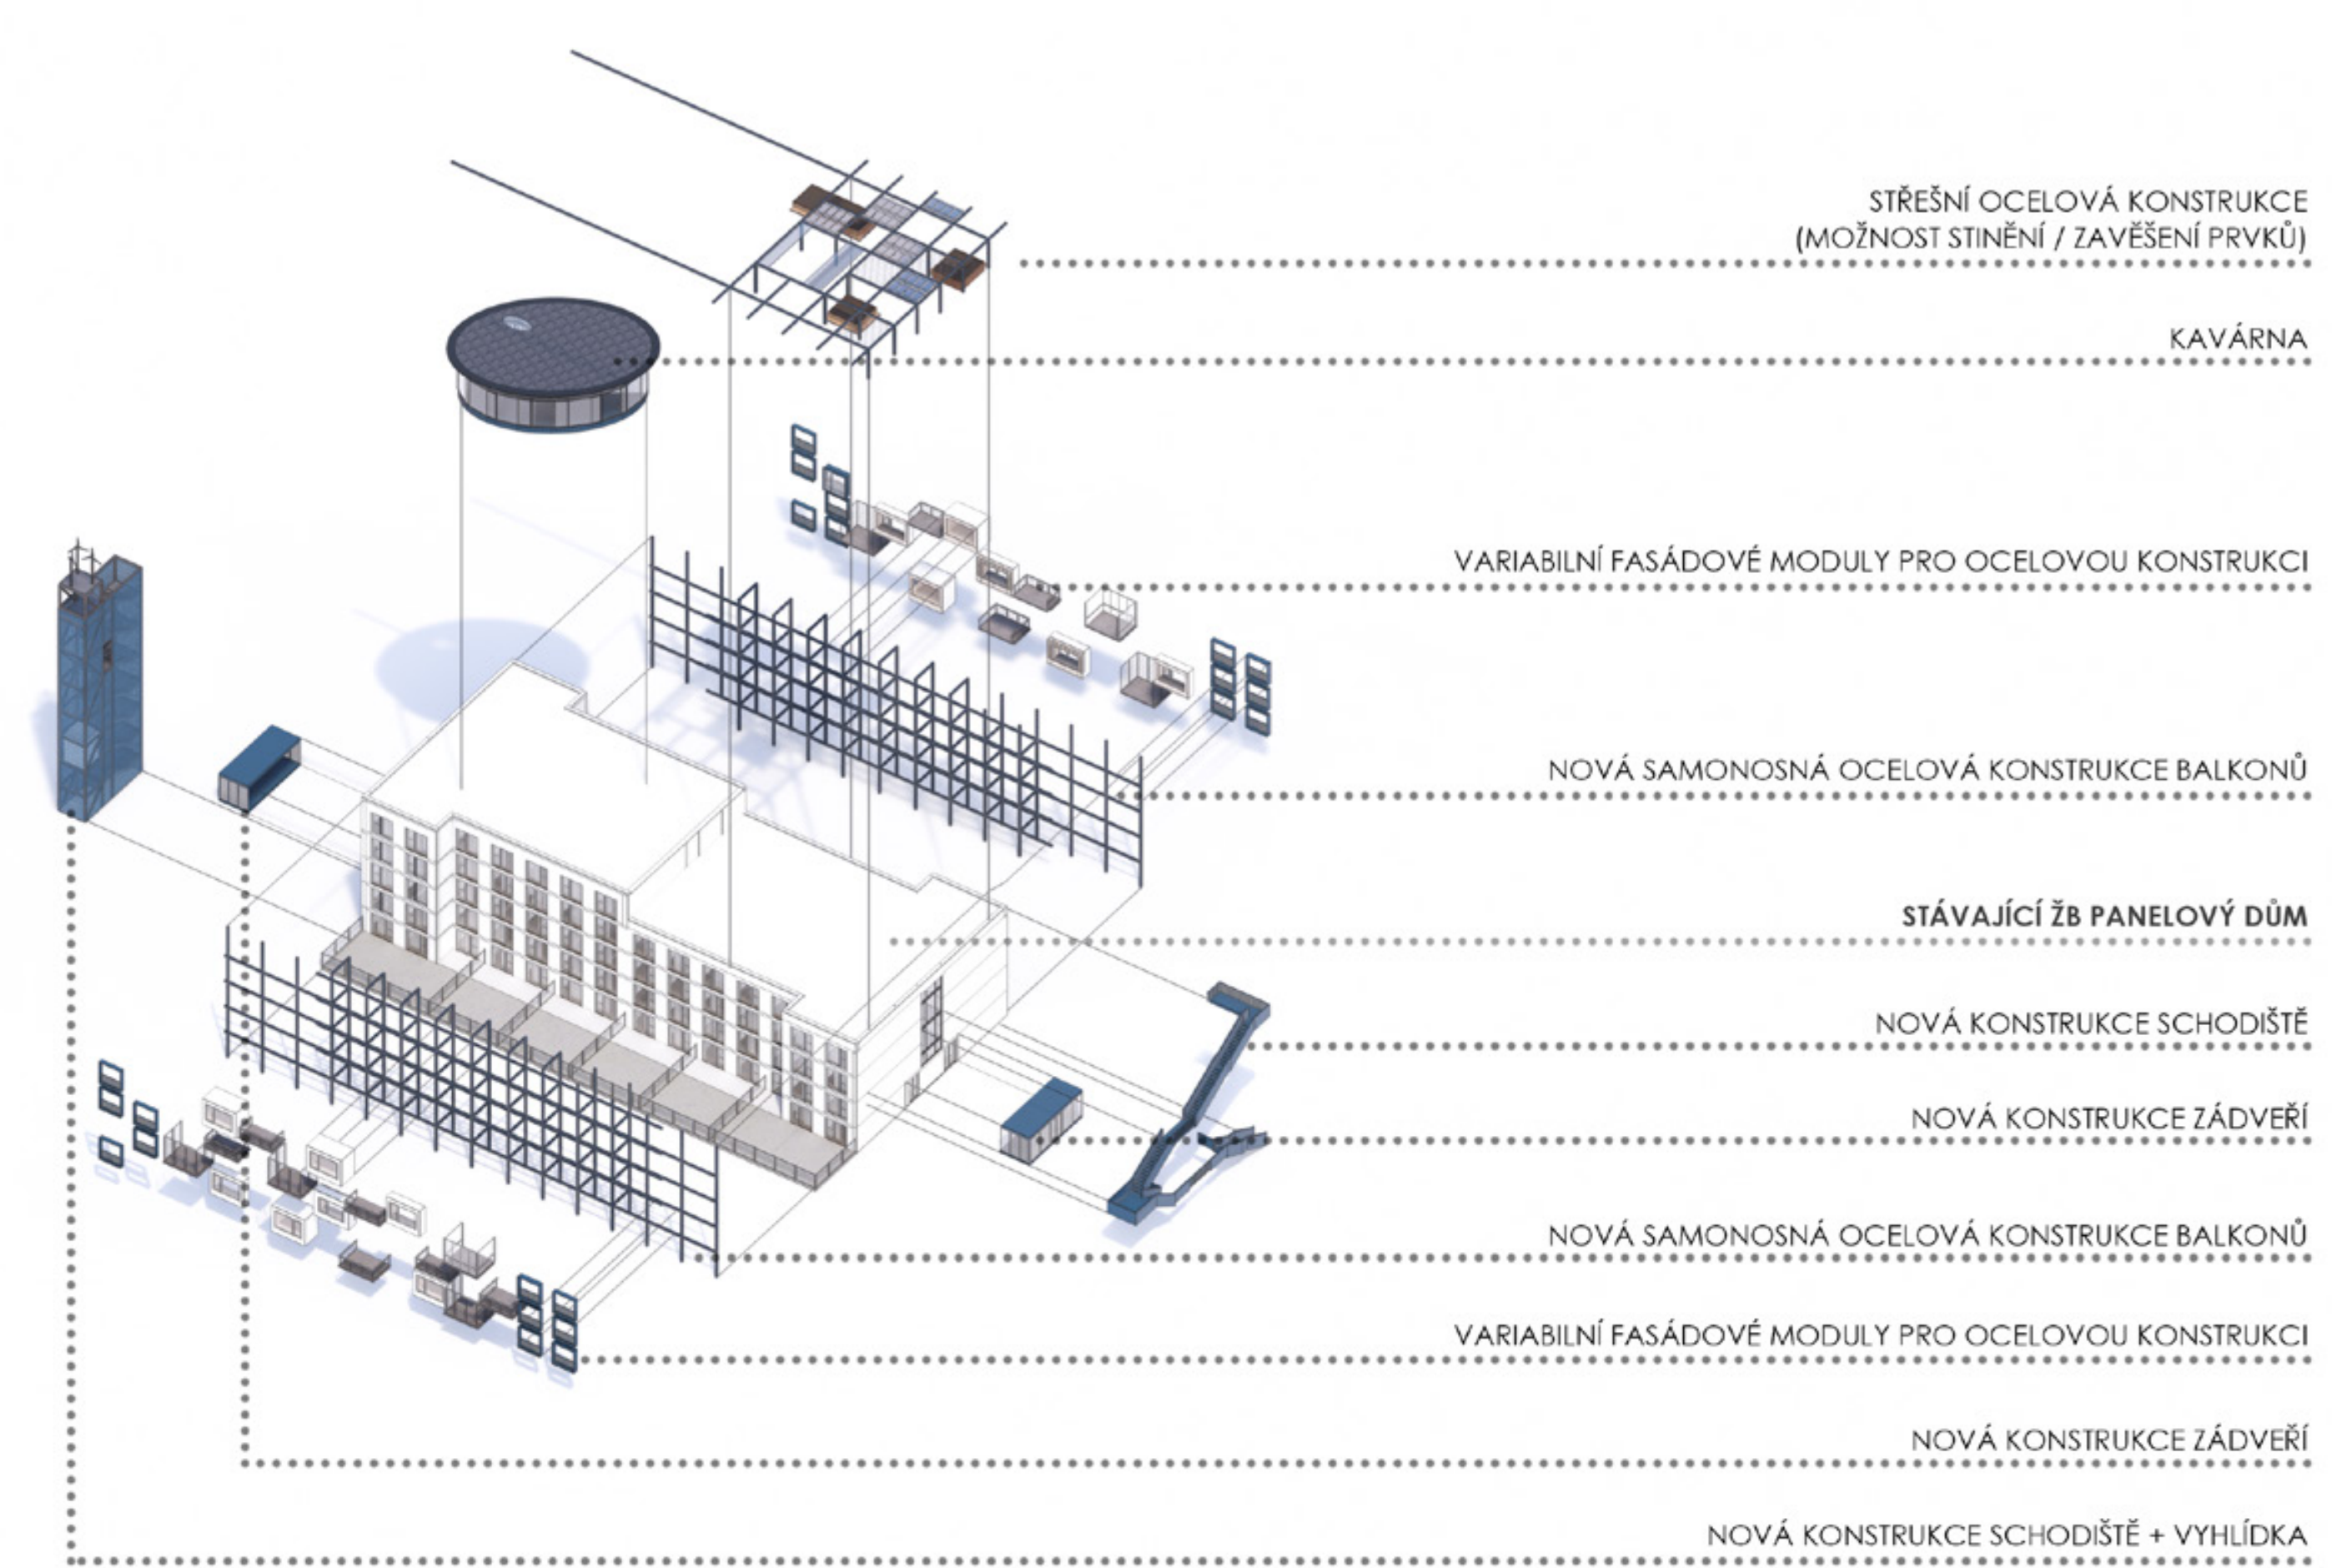 STŘEŠNÍ OCELOVÁ KONSTRUKCE
(MOŽNOST STINĚNÍ / ZAVĚŠENÍ PRVKŮ)
KAVÁRNA
VARIABILNÍ FASÁDOVÉ MODULY PRO OCELOVOU KONSTRUKCI
NOVÁ SAMONOSNÁ OCELOVÁ KONSTRUKCE BALKONŮ
STÁVAJÍCÍ ŽB PANELOVÝ DŮM
NOVÁ KONSTRUKCE SCHODIŠTĚ
NOVÁ KONSTRUKCE ZÁDVEŘÍ
NOVÁ SAMONOSNÁ OCELOVÁ KONSTRUKCE BALKONŮ
VARIABILNÍ FASÁDOVÉ MODULY PRO OCELOVOU KONSTRUKCI
NOVÁ KONSTRUKCE ZÁDVEŘÍ
NOVÁ KONSTRUKCE SCHODIŠTĚ + VYHLÍDKA